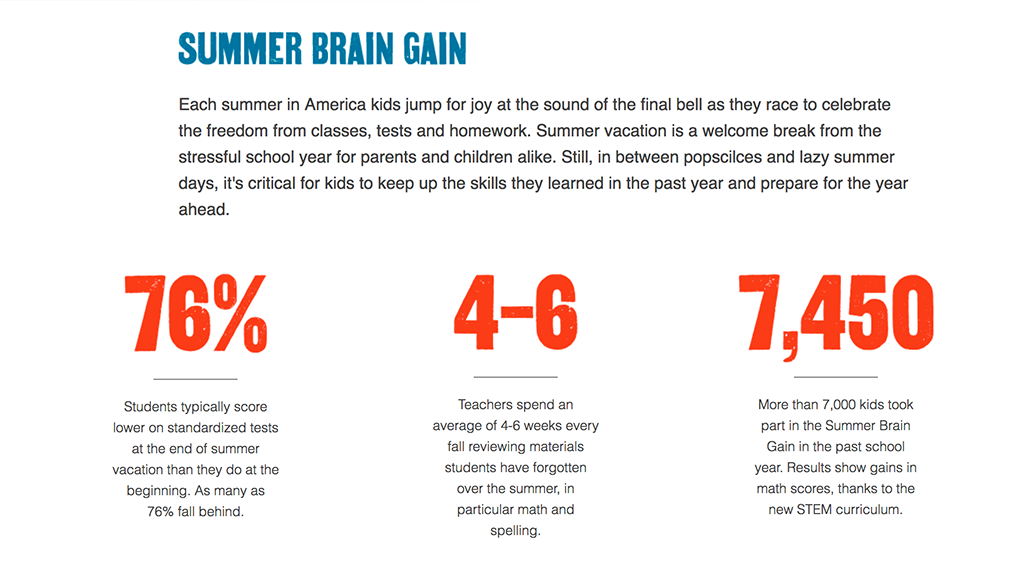 SUMMER BRAIN GAIN
Each summer in America kids jump for joy at the sound of the final bell as they race to celebrate
the freedom from classes, tests and homework. Summer vacation is a welcome break from the
stressful school year for parents and children alike. Still, in between popscilces and lazy summer
days, it's critical for kids to keep up the skills they learned in the past year and prepare for the year
ahead.
76%
Students typically score
lower on standardized tests
at the end of summer
vacation than they do at the
beginning. As many as
76% fall behind.
4–6
Teachers spend an
average of 4-6 weeks every
fall reviewing materials
students have forgotten
over the summer, in
particular math and
spelling.
7,450
More than 7,000 kids took
part in the Summer Brain
Gain in the past school
year. Results show gains in
math scores, thanks to the
new STEM curriculum.